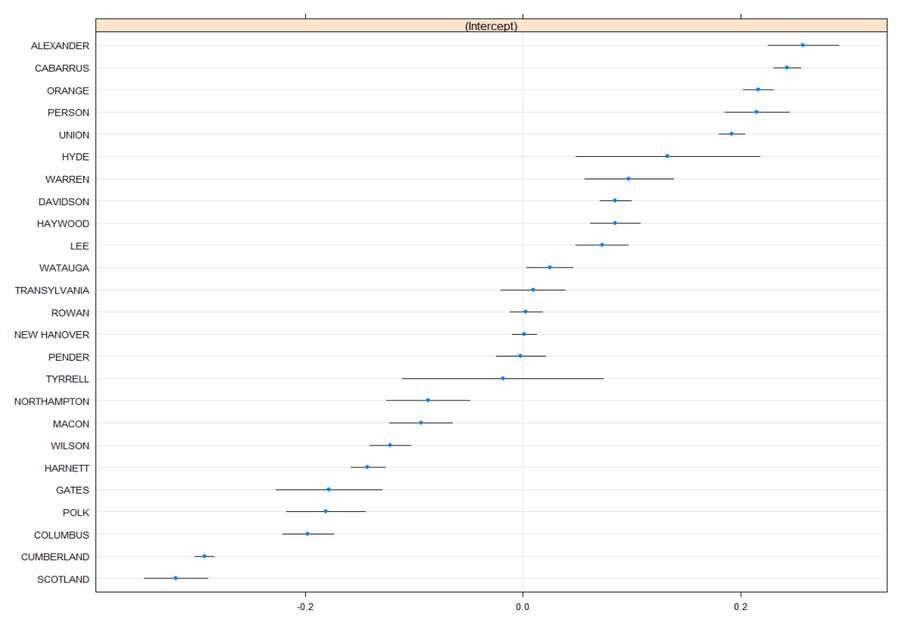 (Intercept)
ALEXANDER
CABARRUS
ORANGE
PERSON
UNION
HYDE
WARREN
DAVIDSON
HAYWOOD
LEE
WATAUGA
TRANSYLVANIA
ROWAN
NEW HANOVER
PENDER
TYRRELL
NORTHAMPTON
MACON
WILSON
HARNETT
GATES
POLK
COLUMBUS
CUMBERLAND
SCOTLAND
-0.2 0.0 0.2